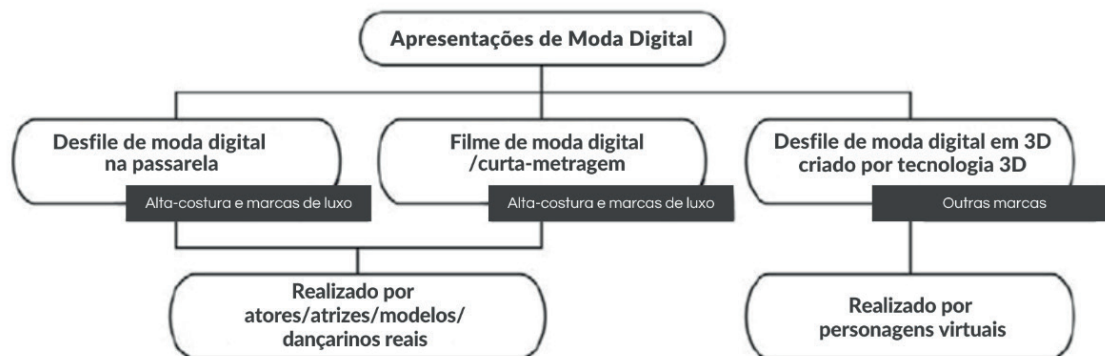 Apresentações de Moda Digital
Desfile de moda digital
na passarela
Alta-costura e marcas de luxo
Filme de moda digital
/curta-metragem
Alta-costura e marcas de luxo
Desfile de moda digital em 3D
criado por tecnologia 3D
Outras marcas
Realizado por
atores/atrizes/modelos/
dançarinos reais
Realizado por
personagens virtuais